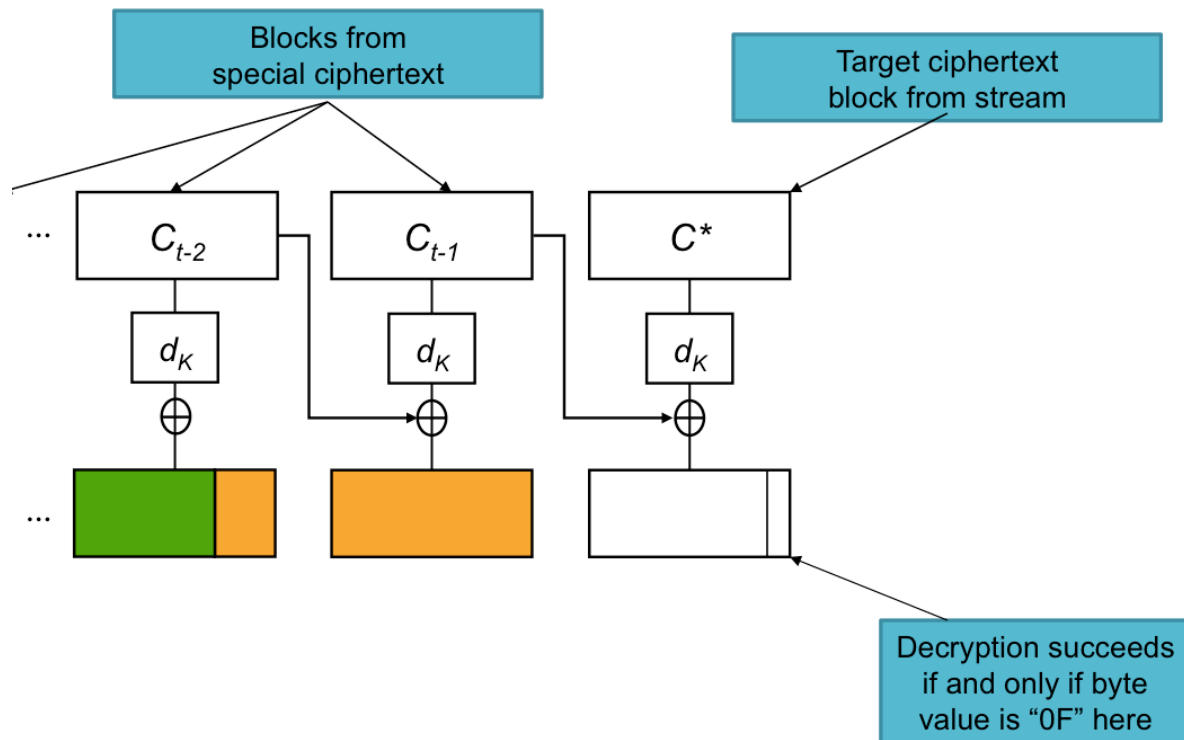 Blocks from
special ciphertext
Target ciphertext
block from stream
... C_{t-2} C_{t-1} C*
d_K d_K d_K
...
Decryption succeeds
if and only if byte
value is “0F” here